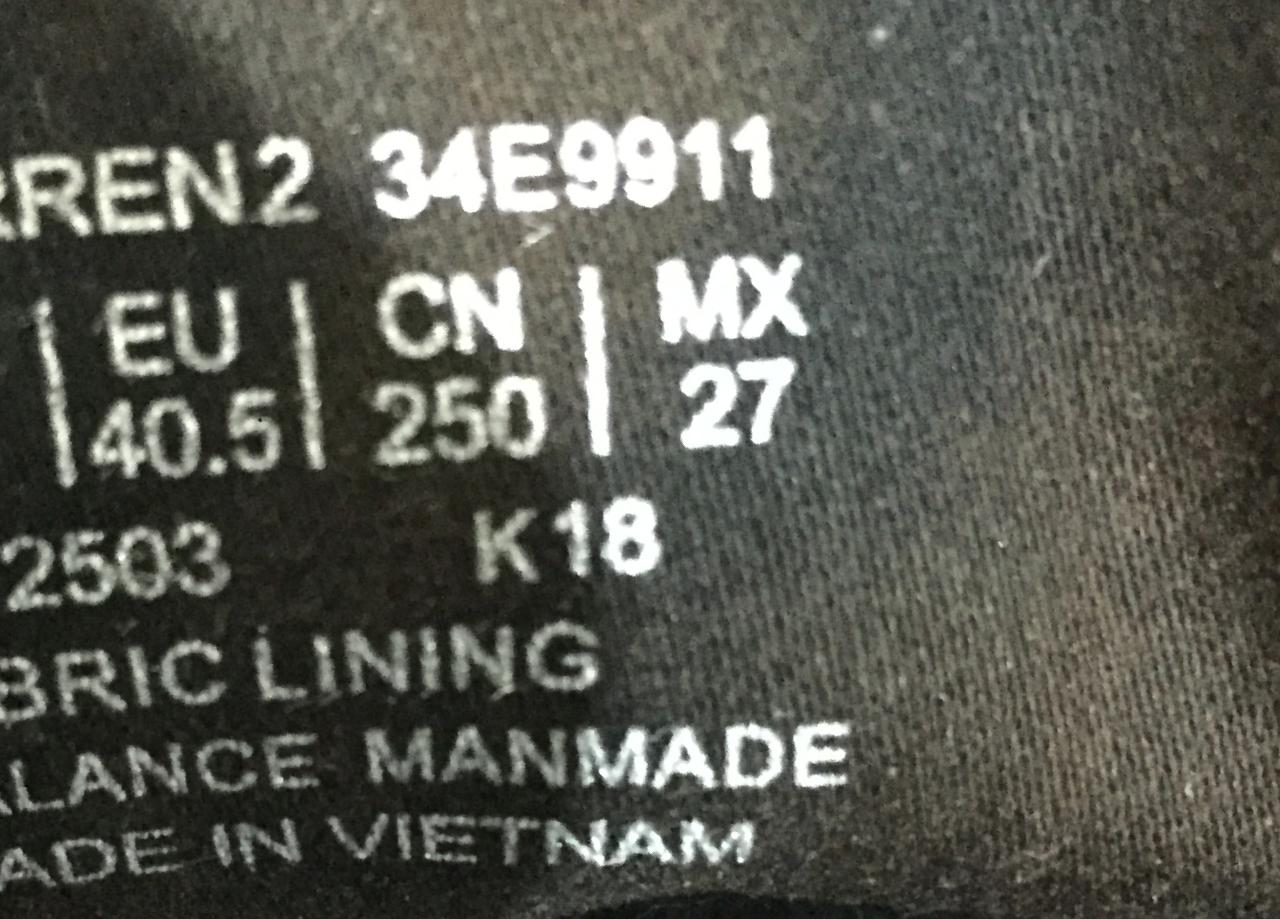 RREN2 34E9911
| EU | CN | MX
| 40.5 | 250 | 27
2503 K18
BRIC LINING
ALANCE MANMADE
ADE IN VIETNAM